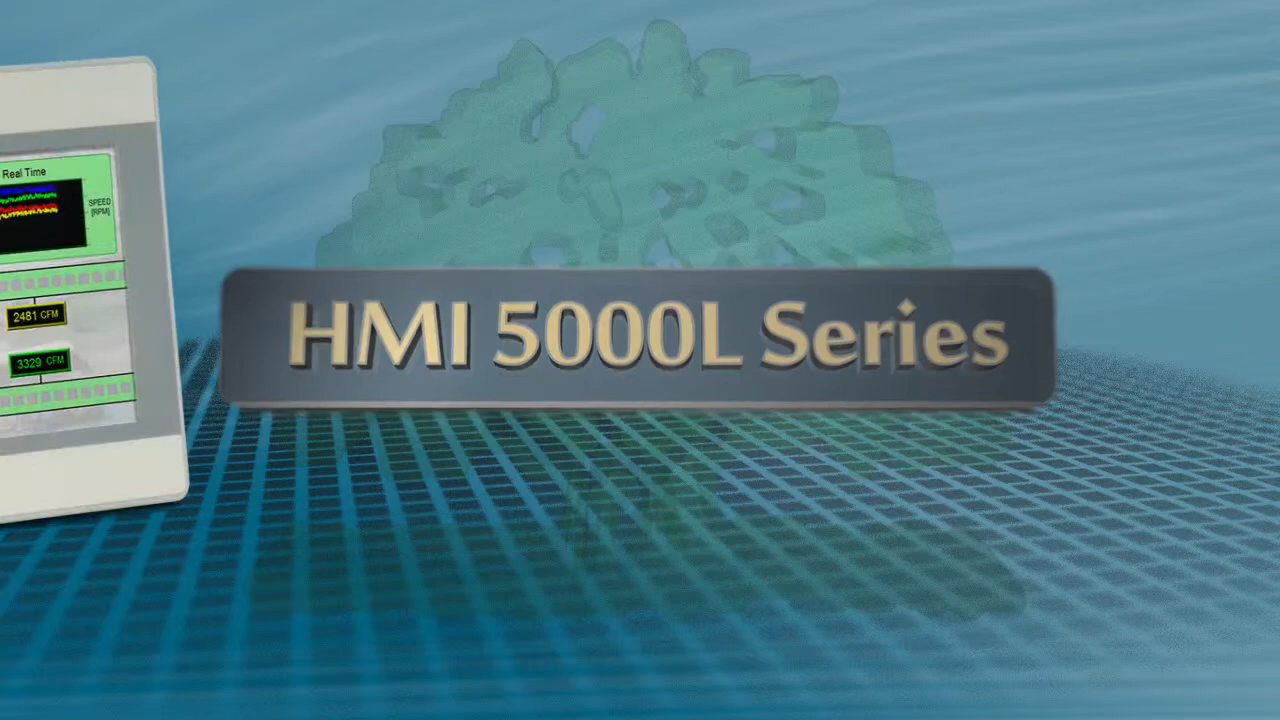 Real Time
SPEED
[RPM]
2481 CFM
3329 CFM
HMI 5000L Series